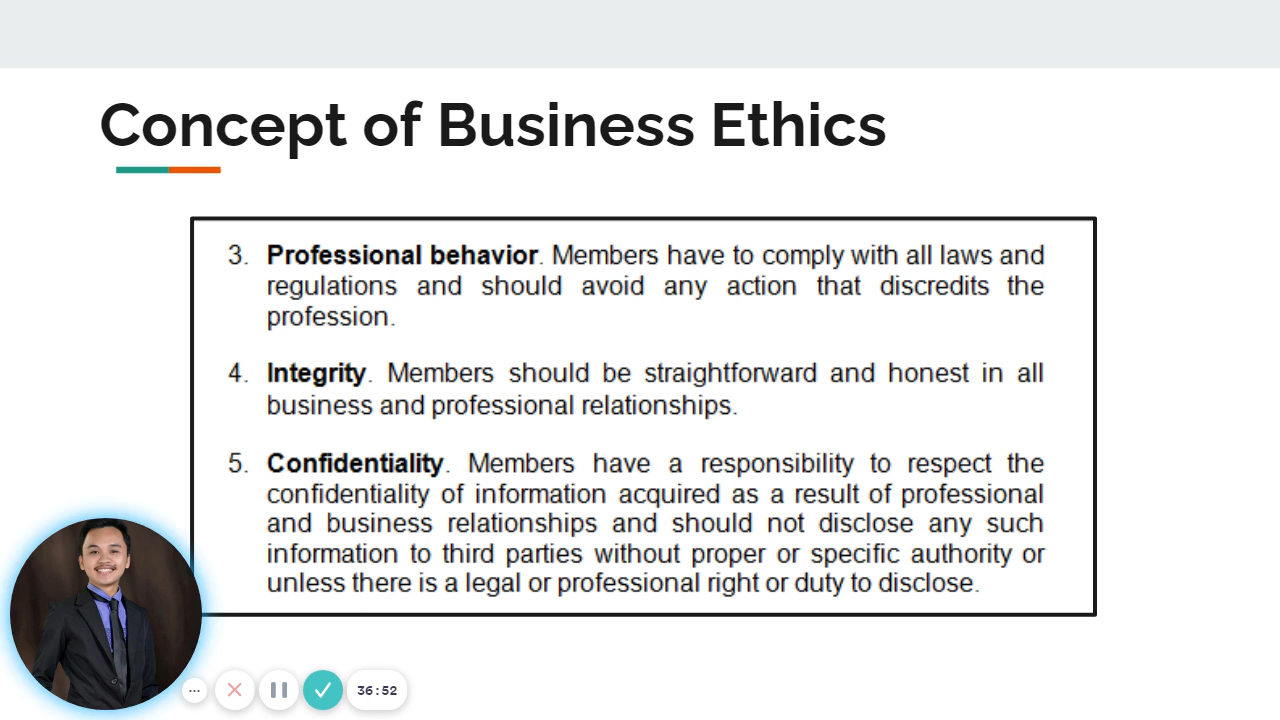 Concept of Business Ethics
3. Professional behavior. Members have to comply with all laws and
regulations and should avoid any action that discredits the
profession.
4. Integrity. Members should be straightforward and honest in all
business and professional relationships.
5. Confidentiality. Members have a responsibility to respect the
confidentiality of information acquired as a result of professional
and business relationships and should not disclose any such
information to third parties without proper or specific authority or
unless there is a legal or professional right or duty to disclose.
36:52